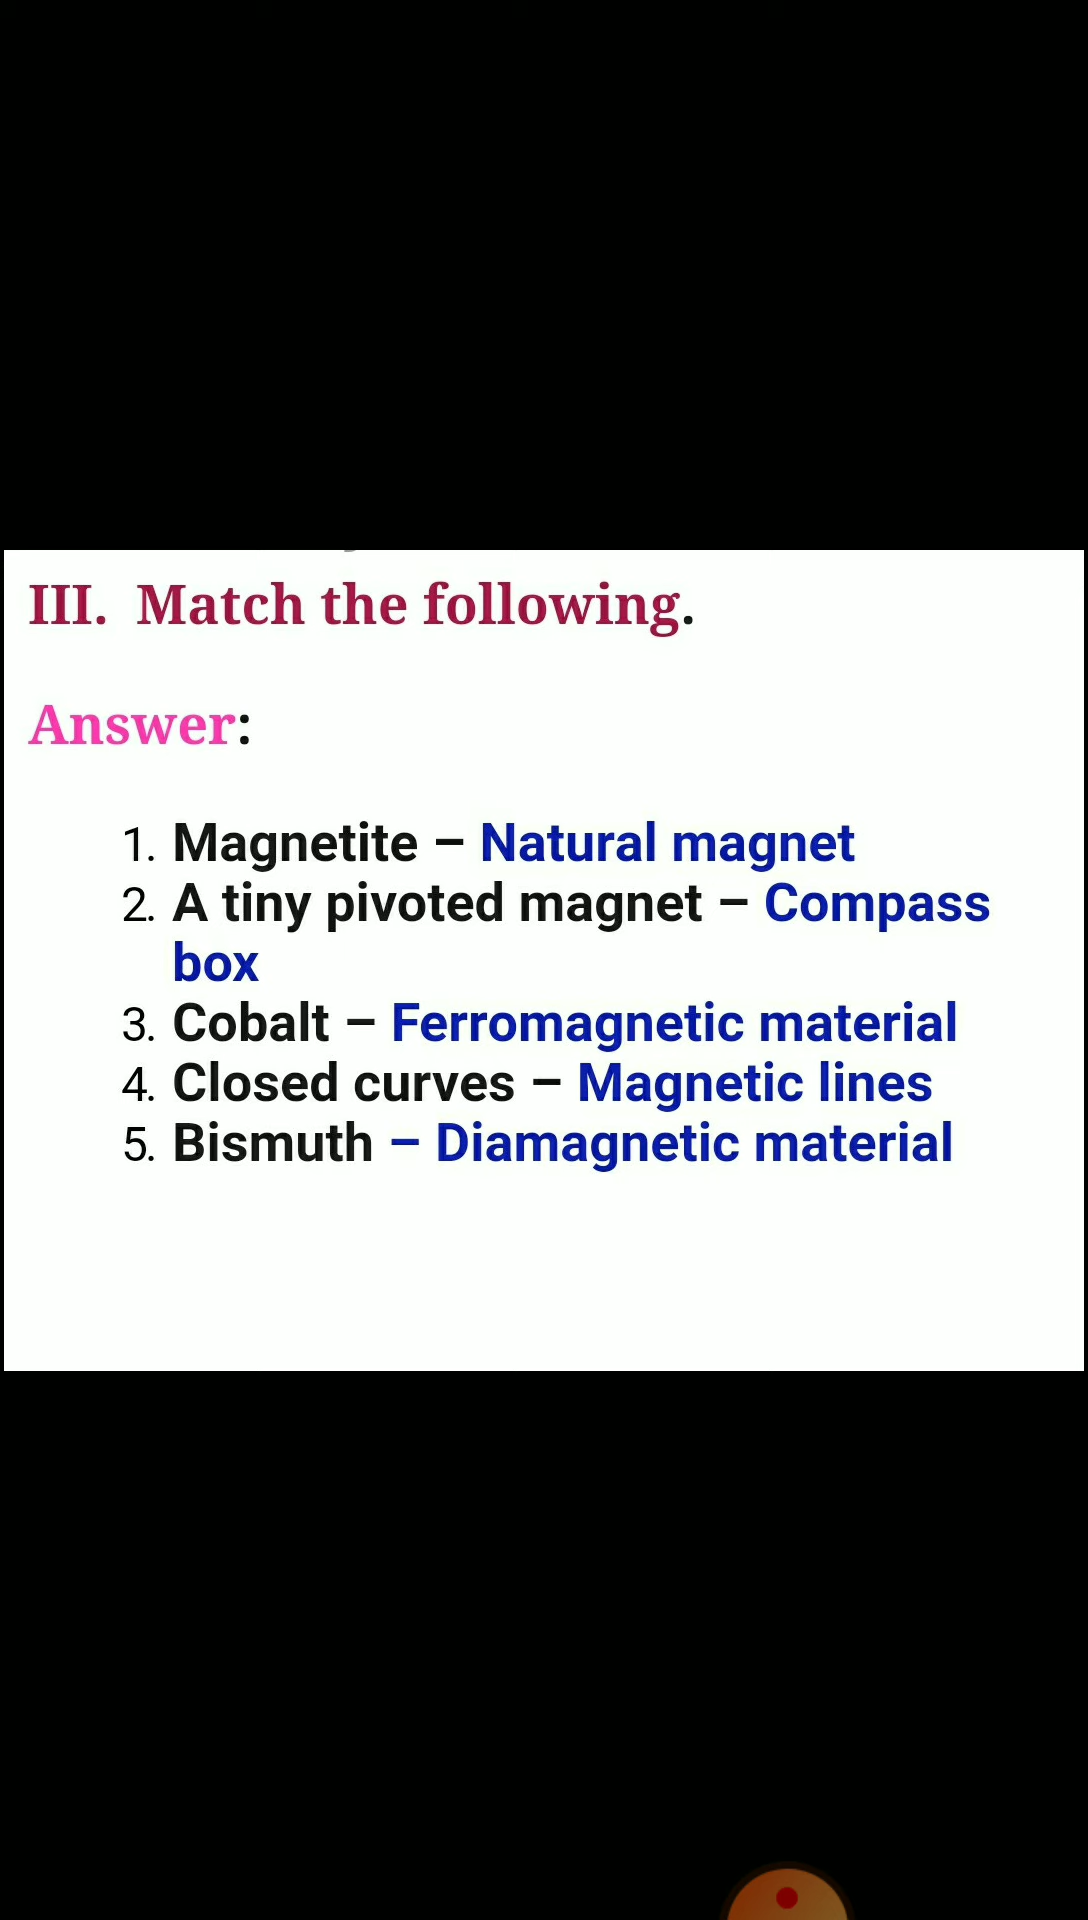 III. Match the following.
Answer:
1. Magnetite – Natural magnet
2. A tiny pivoted magnet – Compass
box
3. Cobalt – Ferromagnetic material
4. Closed curves – Magnetic lines
5. Bismuth – Diamagnetic material